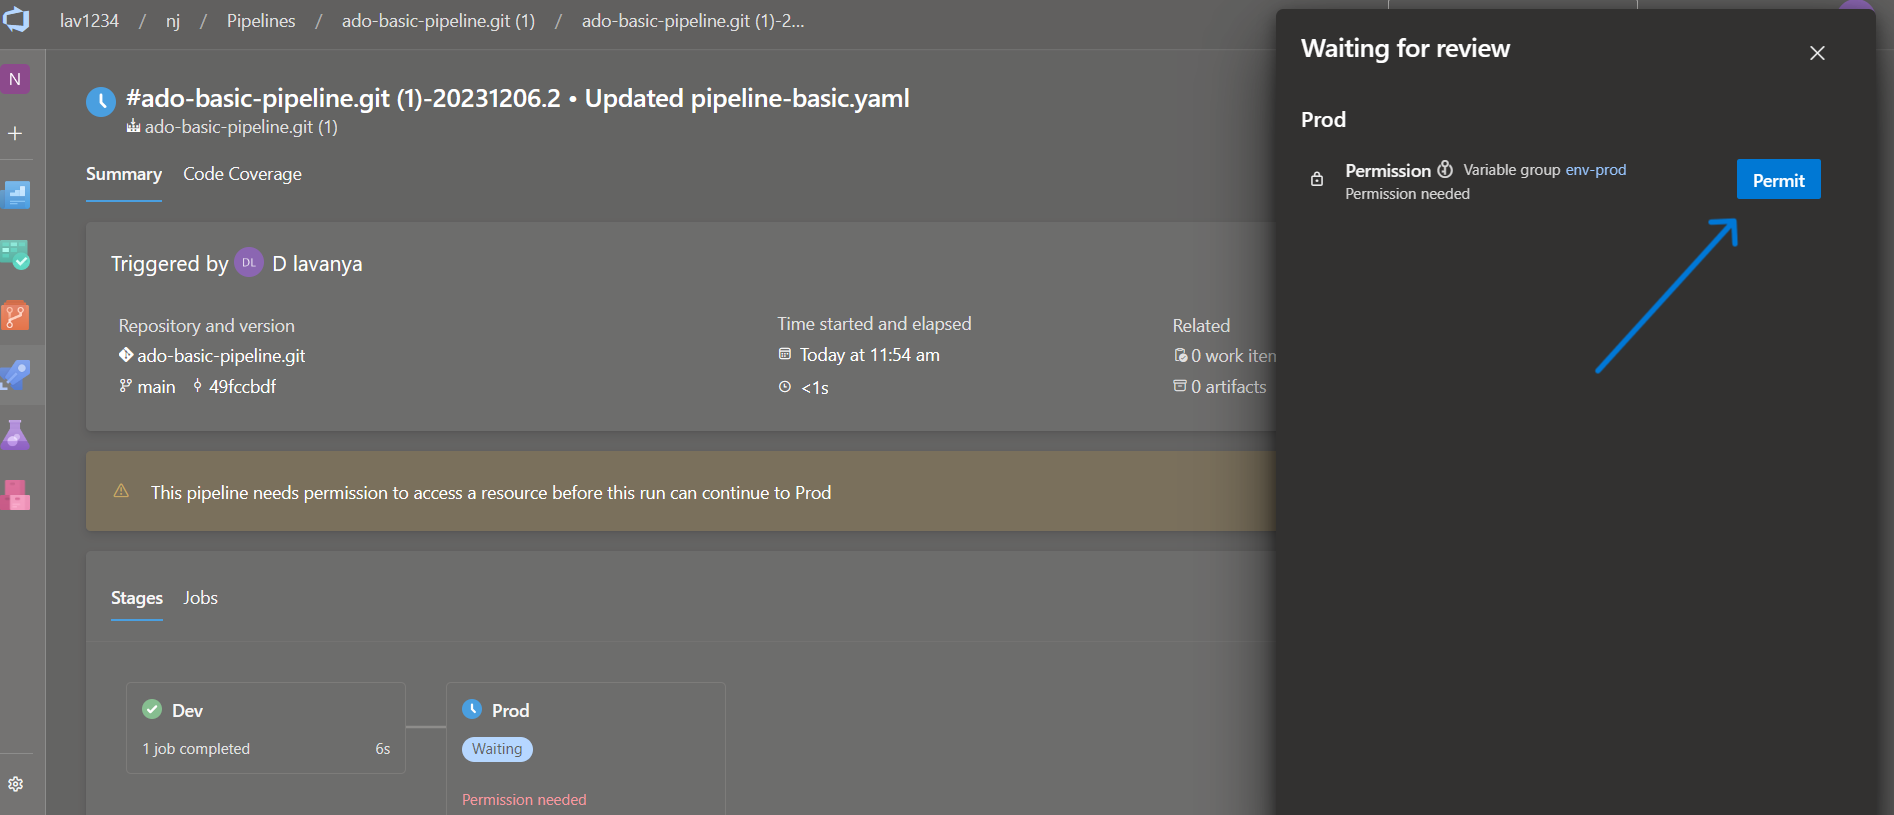 lav1234 / nj / Pipelines / ado-basic-pipeline.git (1) / ado-basic-pipeline.git (1)-2...
N
#ado-basic-pipeline.git (1)-20231206.2 • Updated pipeline-basic.yaml
ado-basic-pipeline.git (1)
Summary Code Coverage
Triggered by DL D lavanya
Repository and version
ado-basic-pipeline.git
main 49fccbdf
Time started and elapsed
Today at 11:54 am
<1s
Related
0 work iten
0 artifacts
This pipeline needs permission to access a resource before this run can continue to Prod
Stages Jobs
Dev
1 job completed 6s
Prod
Waiting
Permission needed
Waiting for review
Prod
Permission Variable group env-prod
Permission needed
Permit